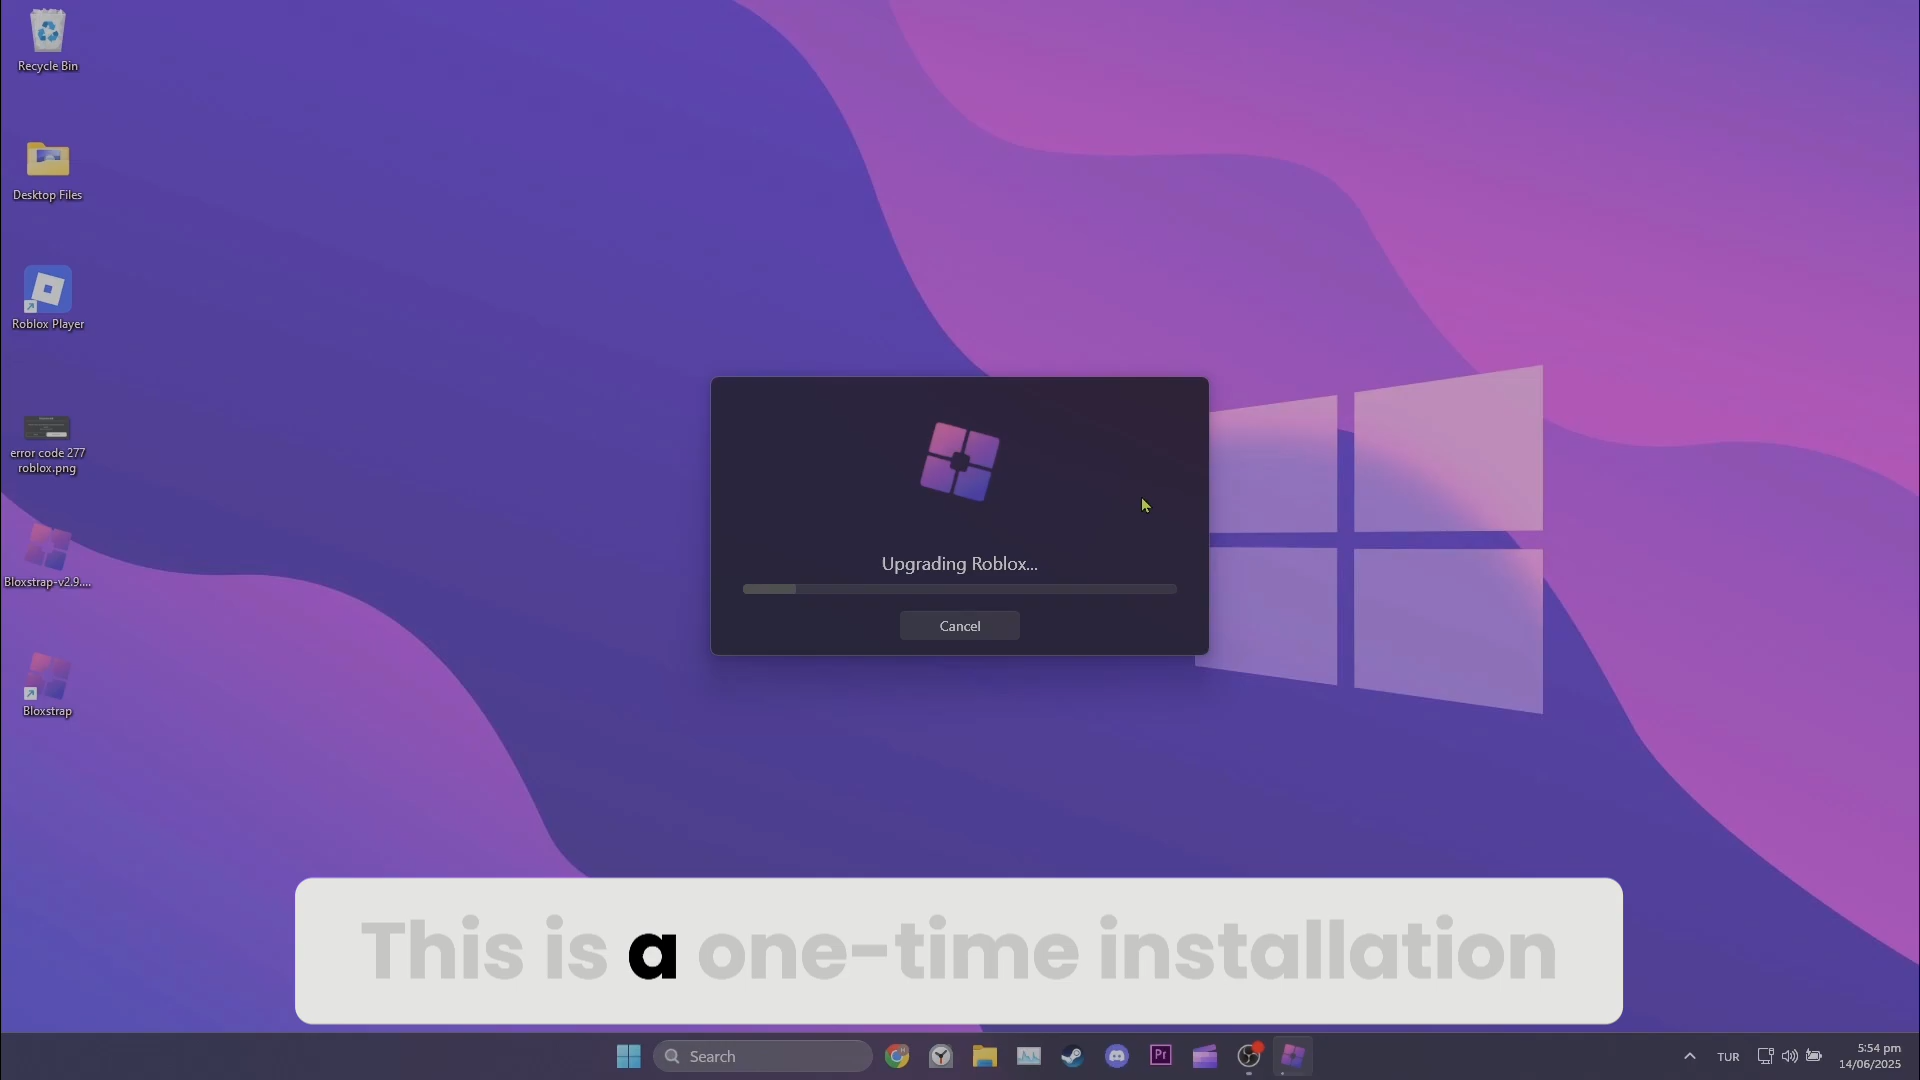 Recycle Bin
Desktop Files
Roblox Player
error code 277
roblox.png
Bloxstrap-v2.9....
Bloxstrap
Upgrading Roblox...
Cancel
This is a one-time installation
Search
Pr
TUR
5:54 pm
14/06/2025